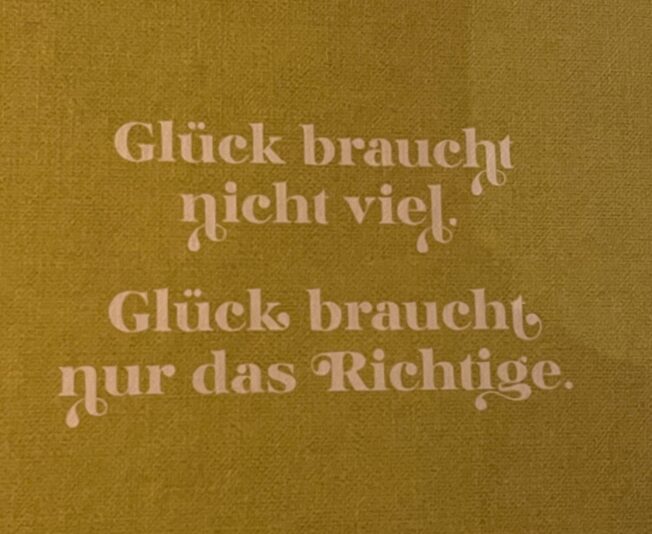 Glück braucht
nicht viel.
Glück braucht
nur das Richtige.